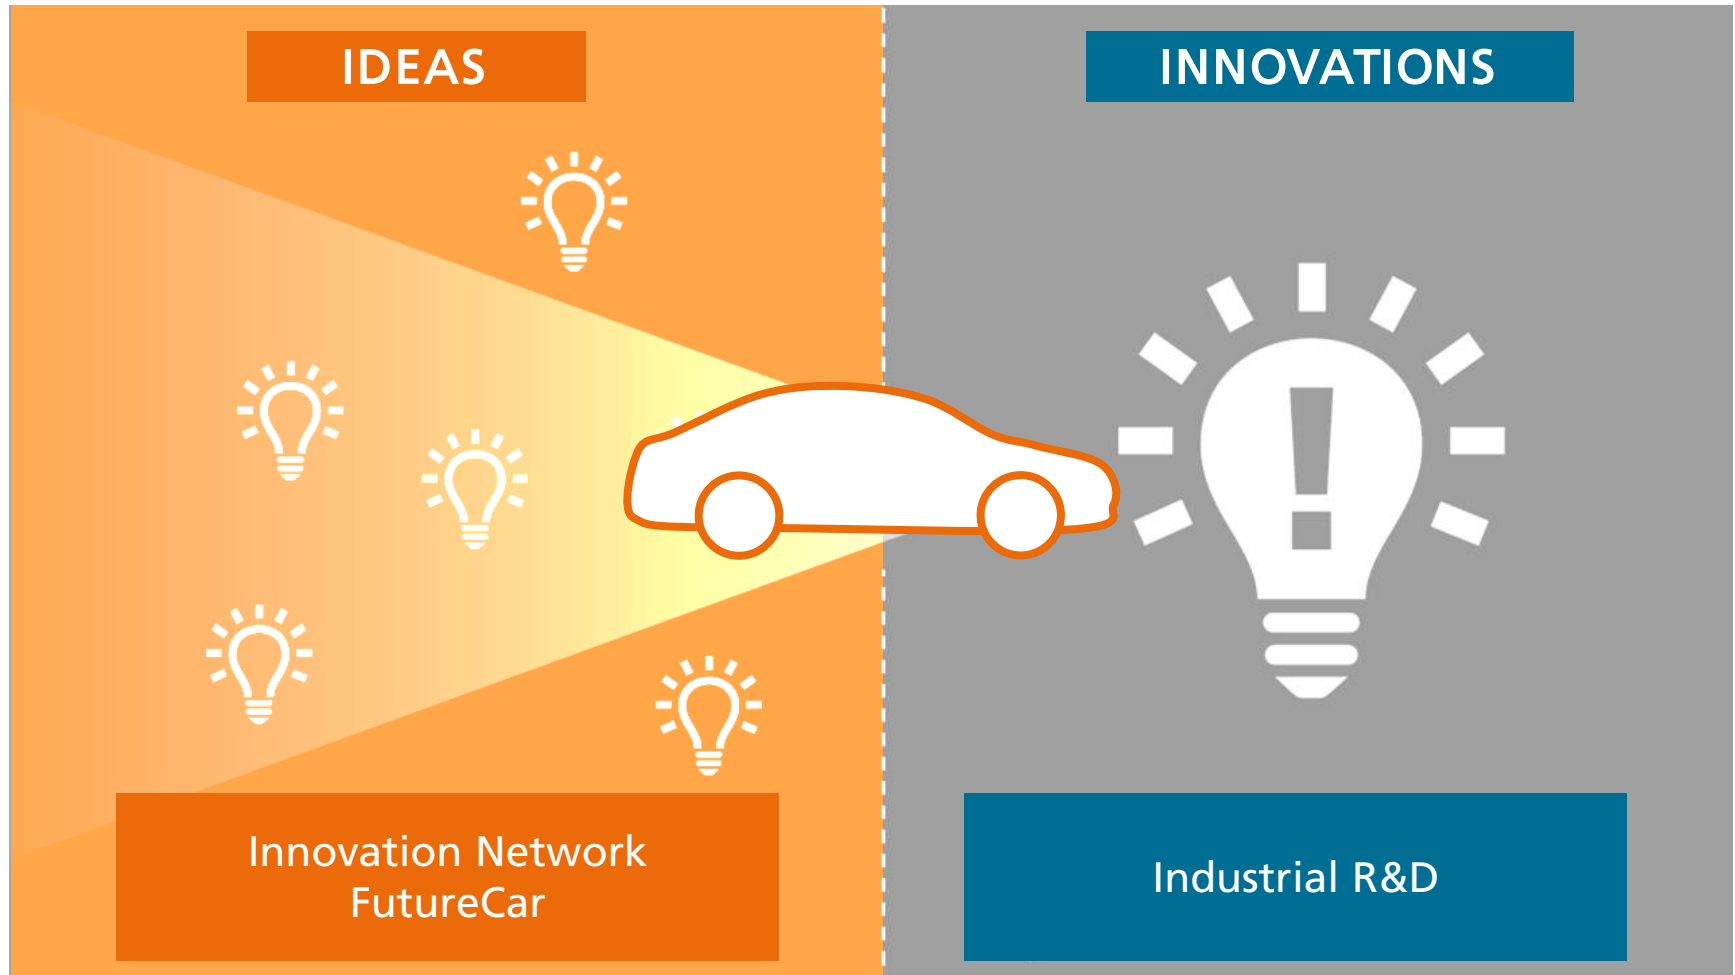 IDEAS
INNOVATIONS
!
Innovation Network
FutureCar
Industrial R&D